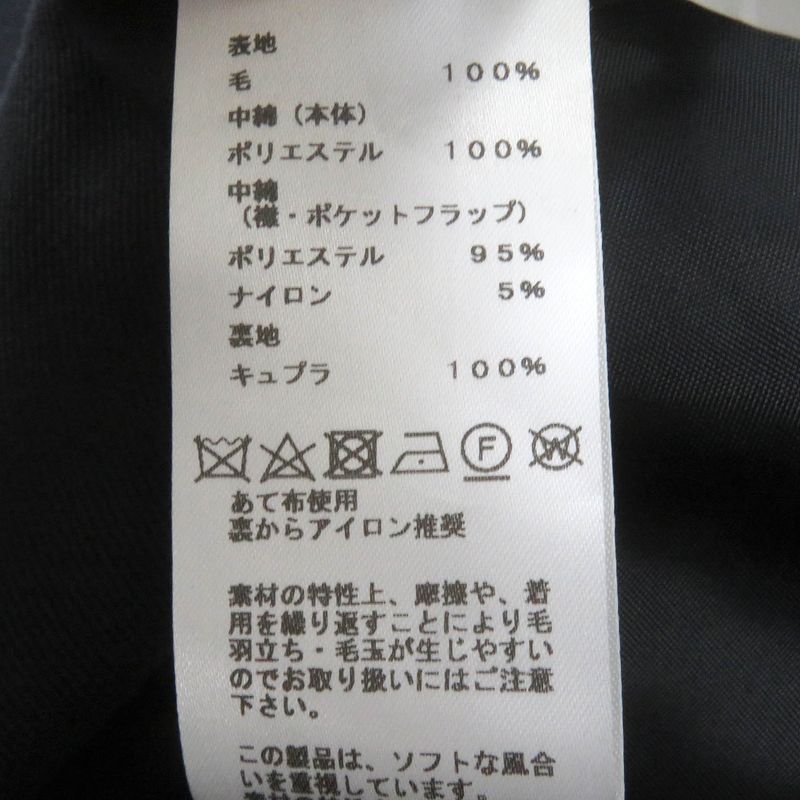 表地
毛 100%
中綿（本体）
ポリエステル 100%
中綿
（襟・ポケットフラップ）
ポリエステル 95%
ナイロン 5%
裏地
キュプラ 100%
F W
あて布使用
裏からアイロン推奨
素材の特性上、摩擦や、着
用を繰り返すことにより毛
羽立ち・毛玉が生じやすい
のでお取り扱いにはご注意
下さい。
この製品は、ソフトな風合
いを重視しています。